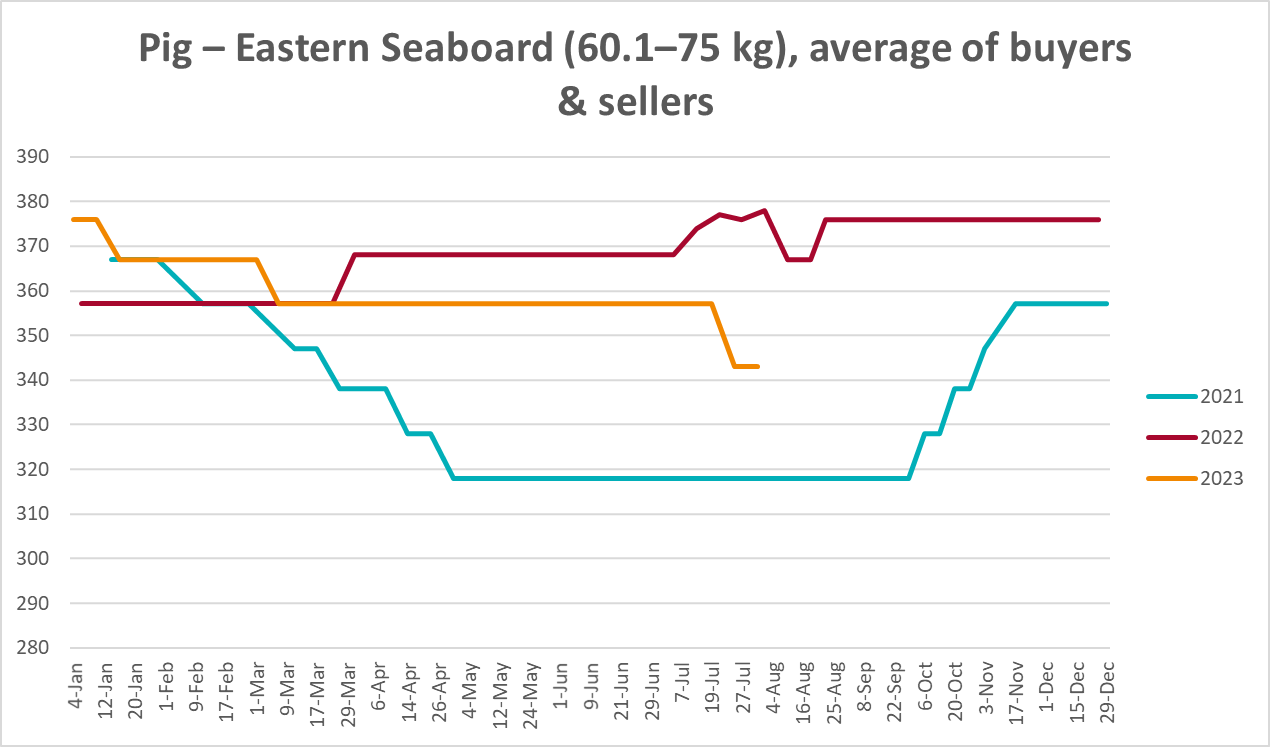 Pig – Eastern Seaboard (60.1–75 kg), average of buyers
& sellers
390
380
370
360
350
340
330
320
310
300
290
280
4-Jan
12-Jan
20-Jan
1-Feb
9-Feb
17-Feb
1-Mar
9-Mar
17-Mar
29-Mar
6-Apr
14-Apr
26-Apr
4-May
12-May
24-May
1-Jun
9-Jun
21-Jun
29-Jun
7-Jul
19-Jul
27-Jul
4-Aug
16-Aug
25-Aug
8-Sep
22-Sep
6-Oct
20-Oct
3-Nov
17-Nov
1-Dec
15-Dec
29-Dec
2021
2022
2023